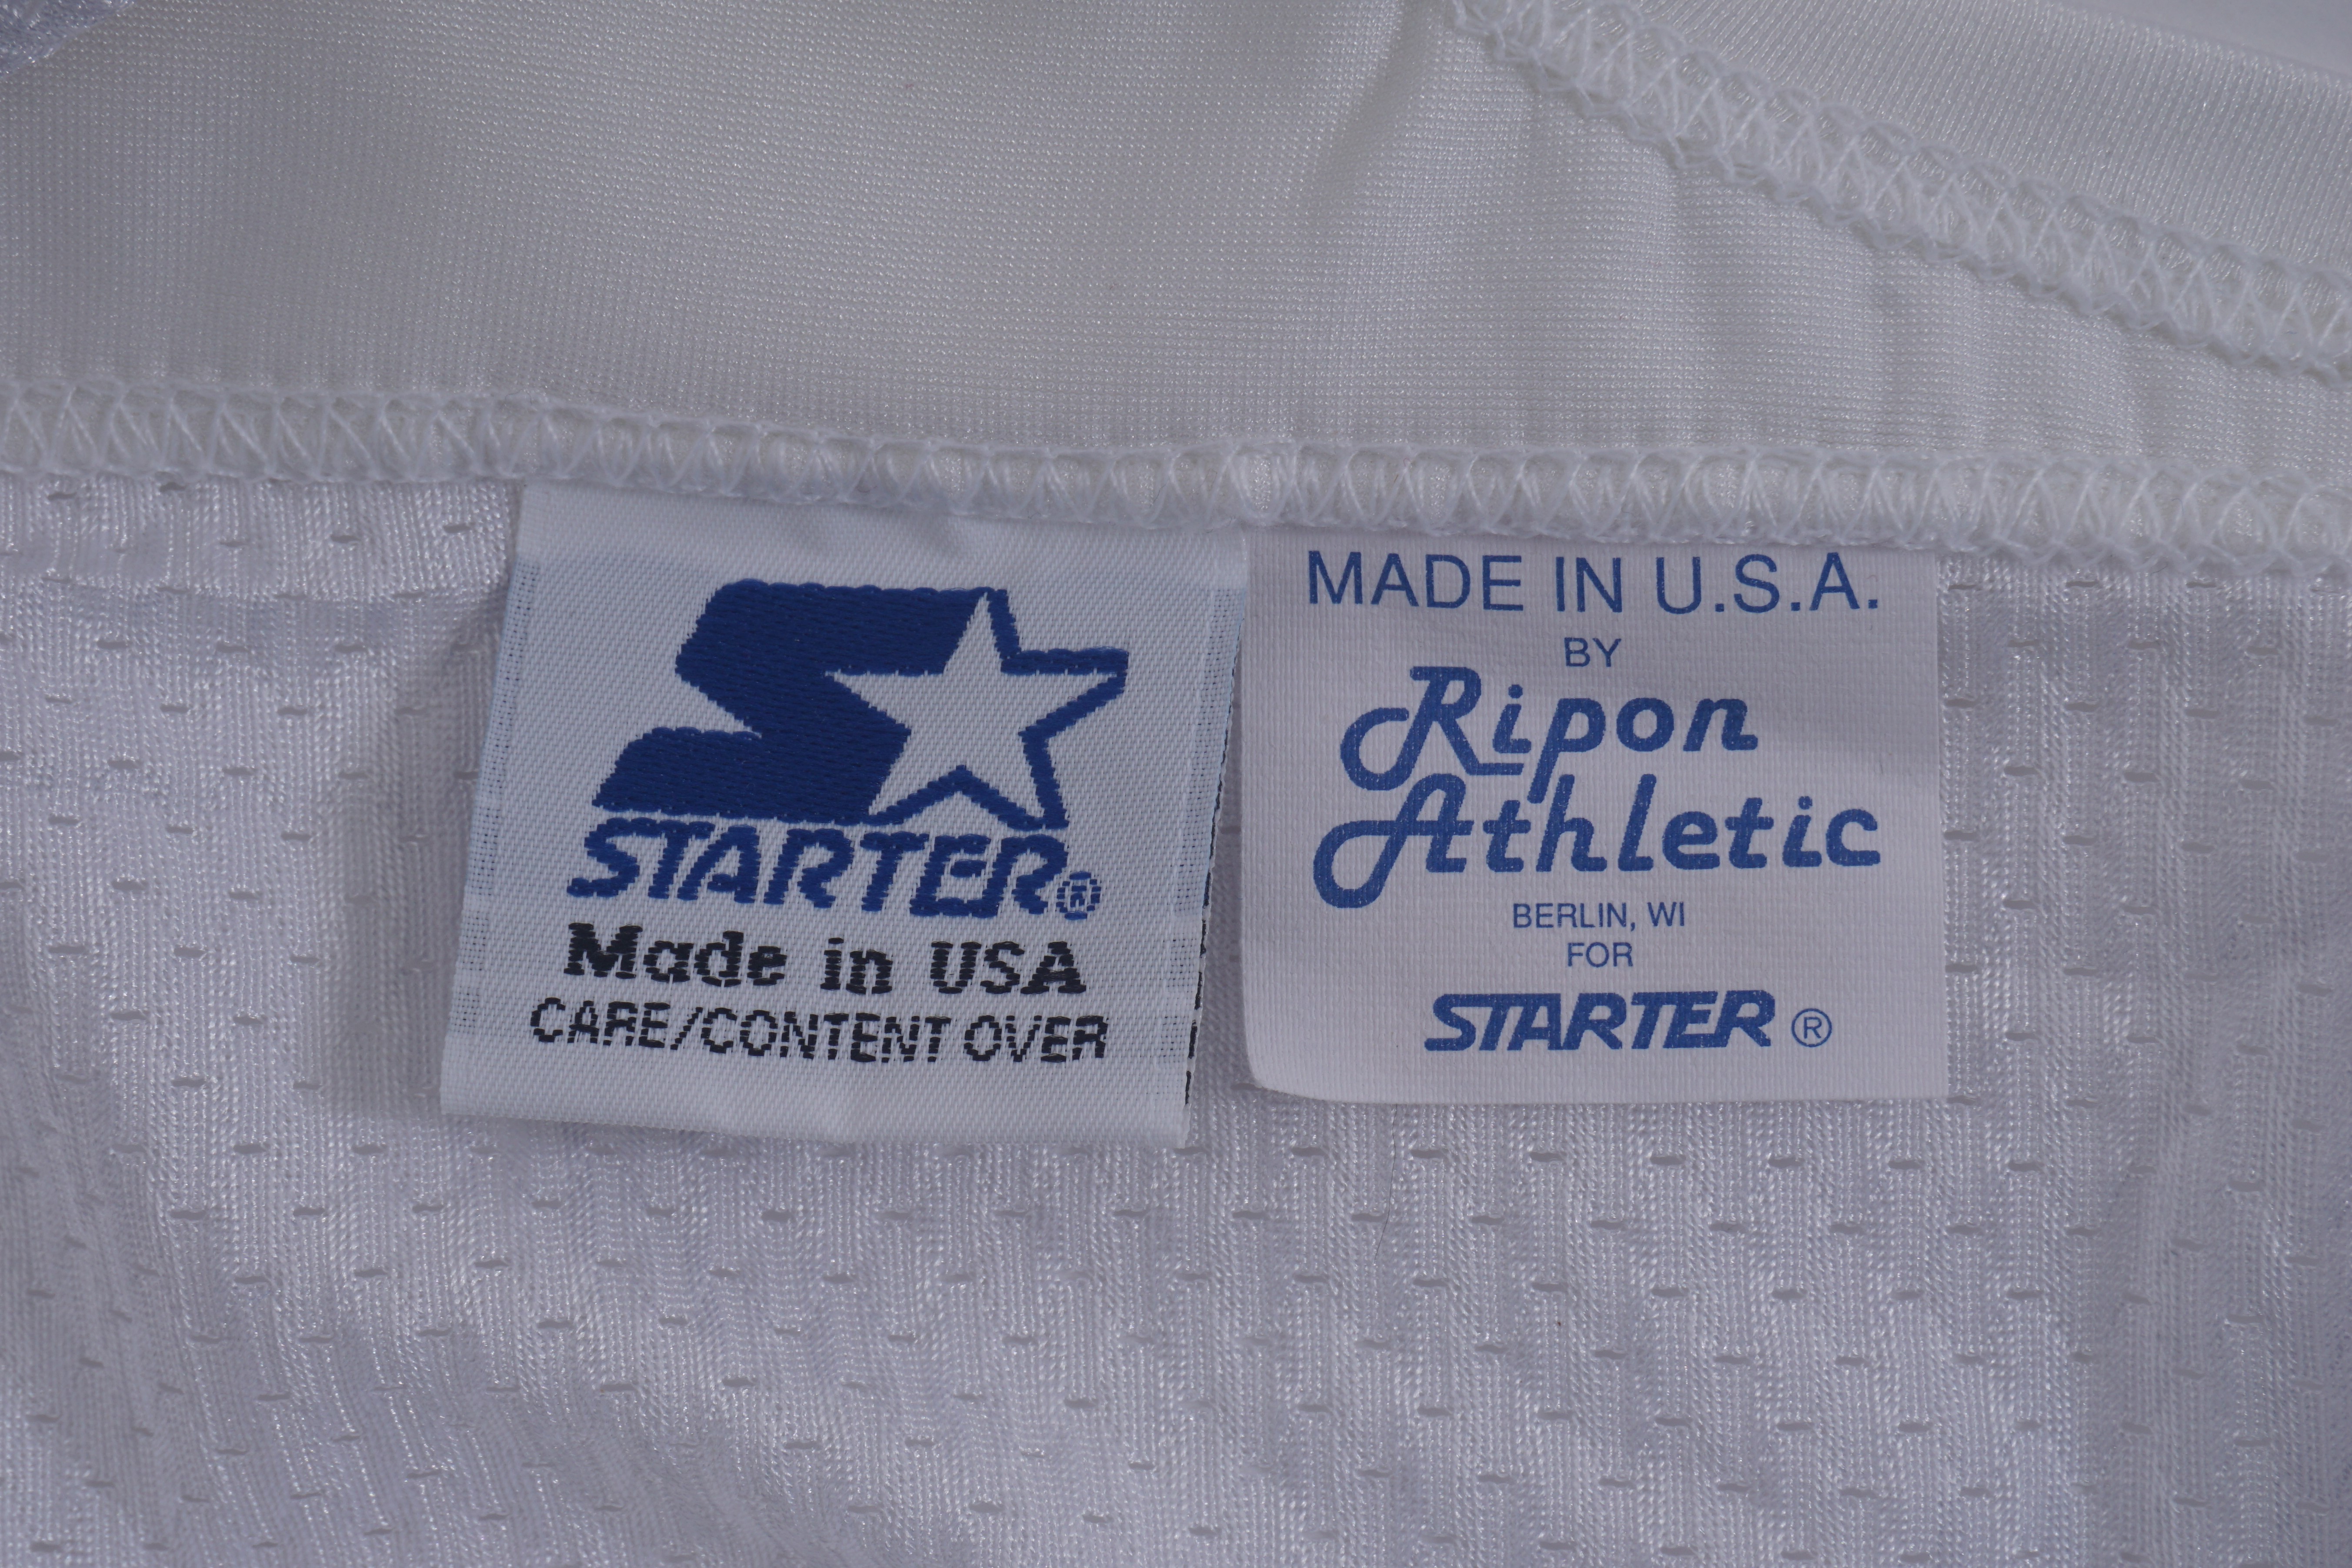 STARTER®
Made in USA
CARE/CONTENT OVER
MADE IN U.S.A.
BY
Ripon
Athletic
BERLIN, WI
FOR
STARTER ®